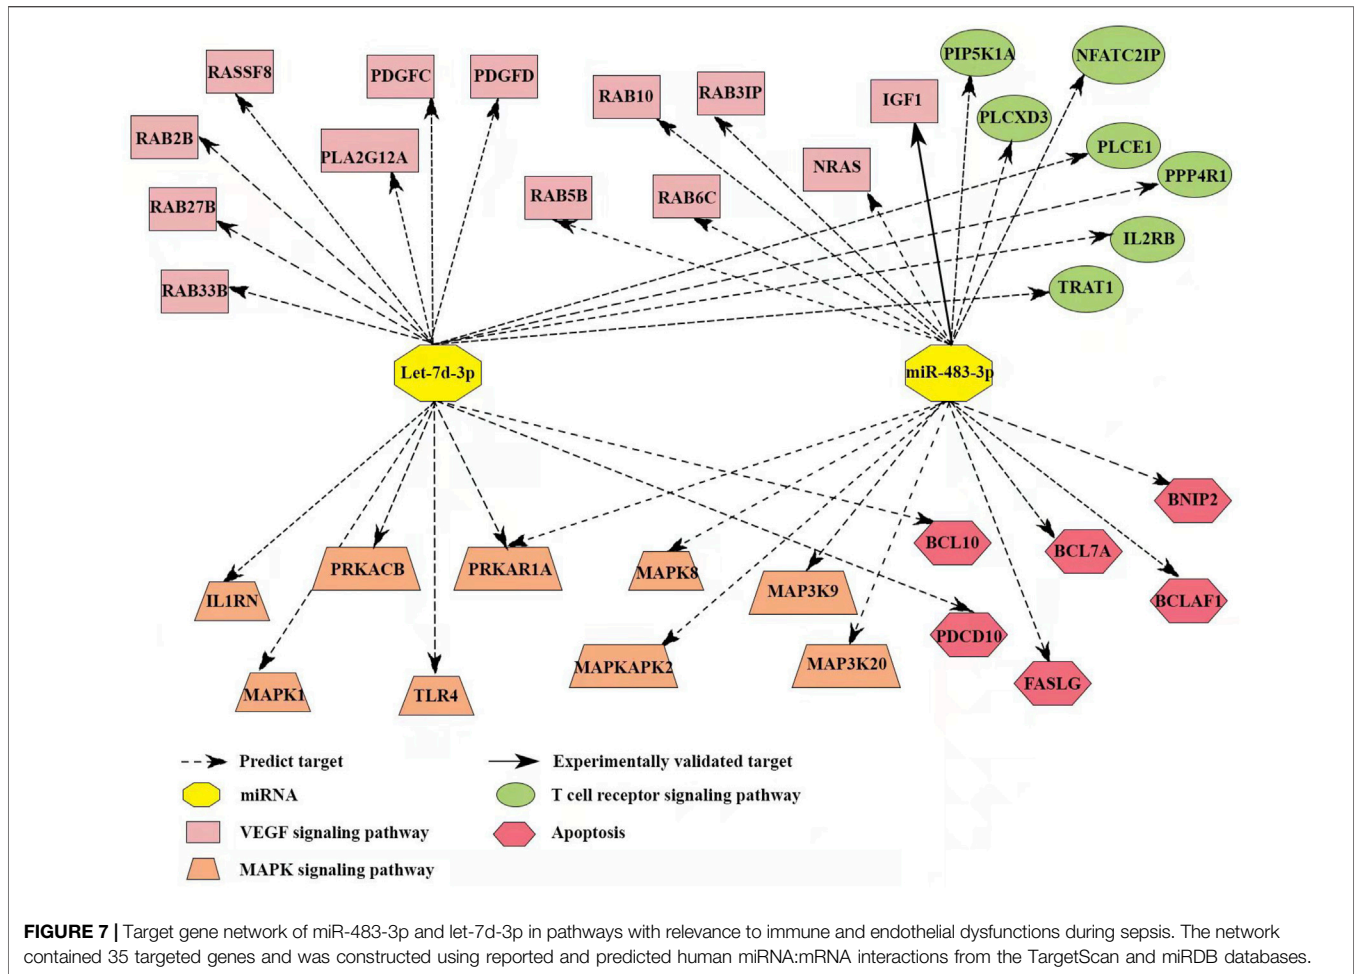 PIP5K1A
NFATC2IP
RASSF8
PDGFC
PDGFD
RAB10
RAB3IP
IGF1
PLCXD3
RAB2B
PLA2G12A
NRAS
PLCE1
PPP4R1
RAB27B
RAB5B
RAB6C
IL2RB
RAB33B
TRAT1
Let-7d-3p
miR-483-3p
BNIP2
BCL10
BCL7A
PRKACB
PRKAR1A
MAPK8
MAP3K9
IL1RN
BCLAF1
PDCD10
MAPKAPK2
MAP3K20
FASLG
MAPK1
TLR4
Predict target
Experimentally validated target
miRNA
T cell receptor signaling pathway
VEGF signaling pathway
Apoptosis
MAPK signaling pathway
FIGURE 7 | Target gene network of miR-483-3p and let-7d-3p in pathways with relevance to immune and endothelial dysfunctions during sepsis. The network
contained 35 targeted genes and was constructed using reported and predicted human miRNA:mRNA interactions from the TargetScan and miRDB databases.